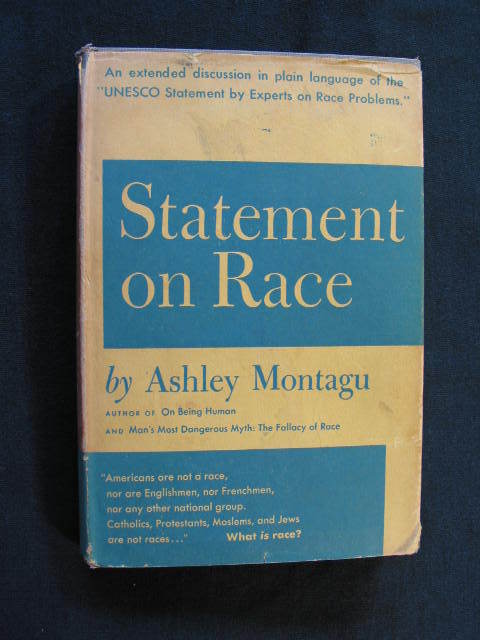 An extended discussion in plain language of the
"UNESCO Statement by Experts on Race Problems."
Statement
on Race
by Ashley Montagu
AUTHOR OF On Being Human
AND Man's Most Dangerous Myth: The Fallacy of Race
"Americans are not a race,
nor are Englishmen, nor Frenchmen,
nor any other national group.
Catholics, Protestants, Moslems, and Jews
are not races..." What is race?